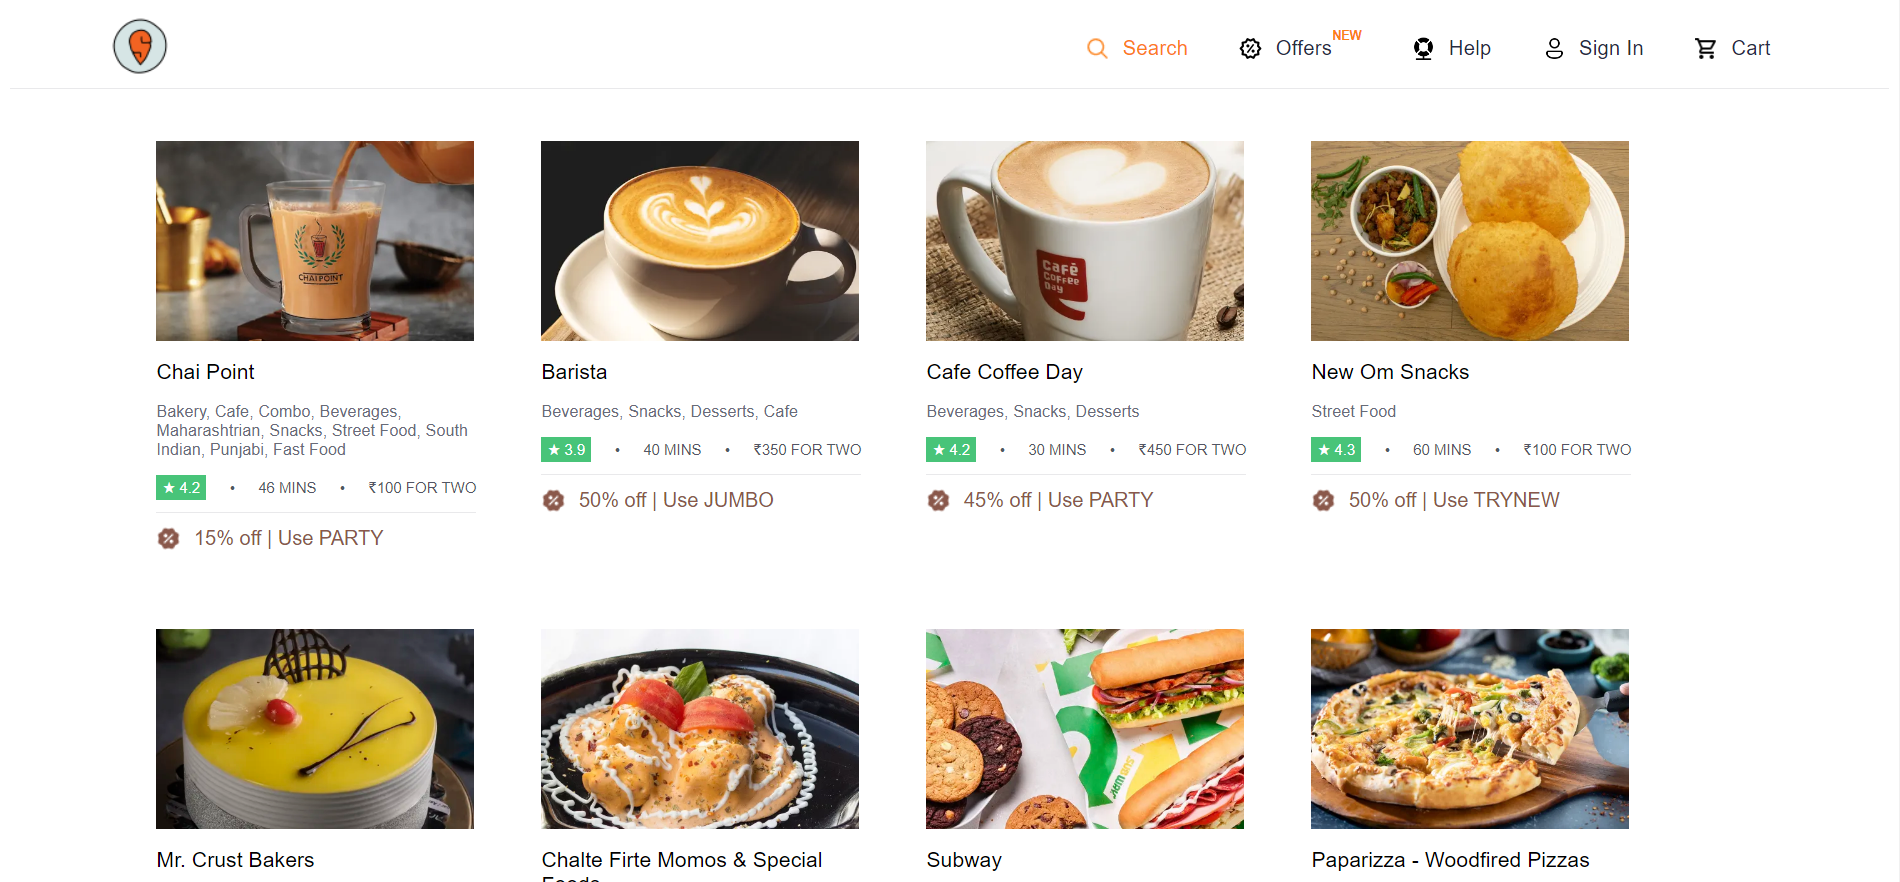 Search
Offers
NEW
Help
Sign In
Cart
CHAI POINT
Café
Coffee
Day
Chai Point
Bakery, Cafe, Combo, Beverages,
Maharashtrian, Snacks, Street Food, South
Indian, Punjabi, Fast Food
★ 4.2 • 46 MINS • ₹100 FOR TWO
15% off | Use PARTY
Barista
Beverages, Snacks, Desserts, Cafe
★ 3.9 • 40 MINS • ₹350 FOR TWO
50% off | Use JUMBO
Cafe Coffee Day
Beverages, Snacks, Desserts
★ 4.2 • 30 MINS • ₹450 FOR TWO
45% off | Use PARTY
New Om Snacks
Street Food
★ 4.3 • 60 MINS • ₹100 FOR TWO
50% off | Use TRYNEW
Mr. Crust Bakers
Chalte Firte Momos & Special
Foods
Subway
Paparizza - Woodfired Pizzas